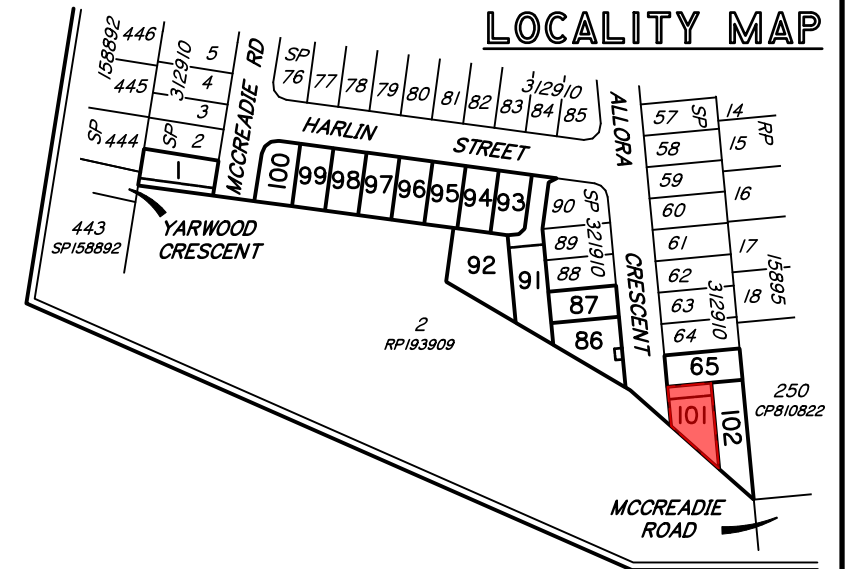 LOCALITY MAP
158892
446
445
SP 444
312910
5
4
3
SP 2
1
MCCREADIE RD
SP
76
77
78
79
80
81
82
83
84
85
312910
HARLIN
STREET
100
99
98
97
96
95
94
93
ALLORA
CRESCENT
57
SP
58
59
60
61
62
63
64
312910
14
15
RP
16
17
18
15895
90
89
88
SP 321910
87
86
92
91
65
101
102
443
SP158892
YARWOOD
CRESCENT
2
RP193909
250
CP810822
MCCREADIE
ROAD